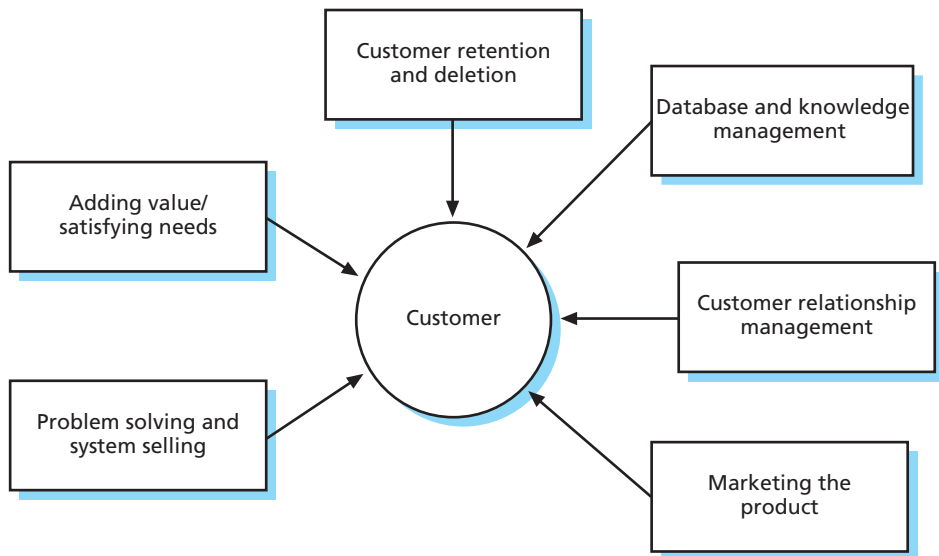 Customer retention
and deletion
Database and knowledge
management
Adding value/
satisfying needs
Customer
Customer relationship
management
Problem solving and
system selling
Marketing the
product